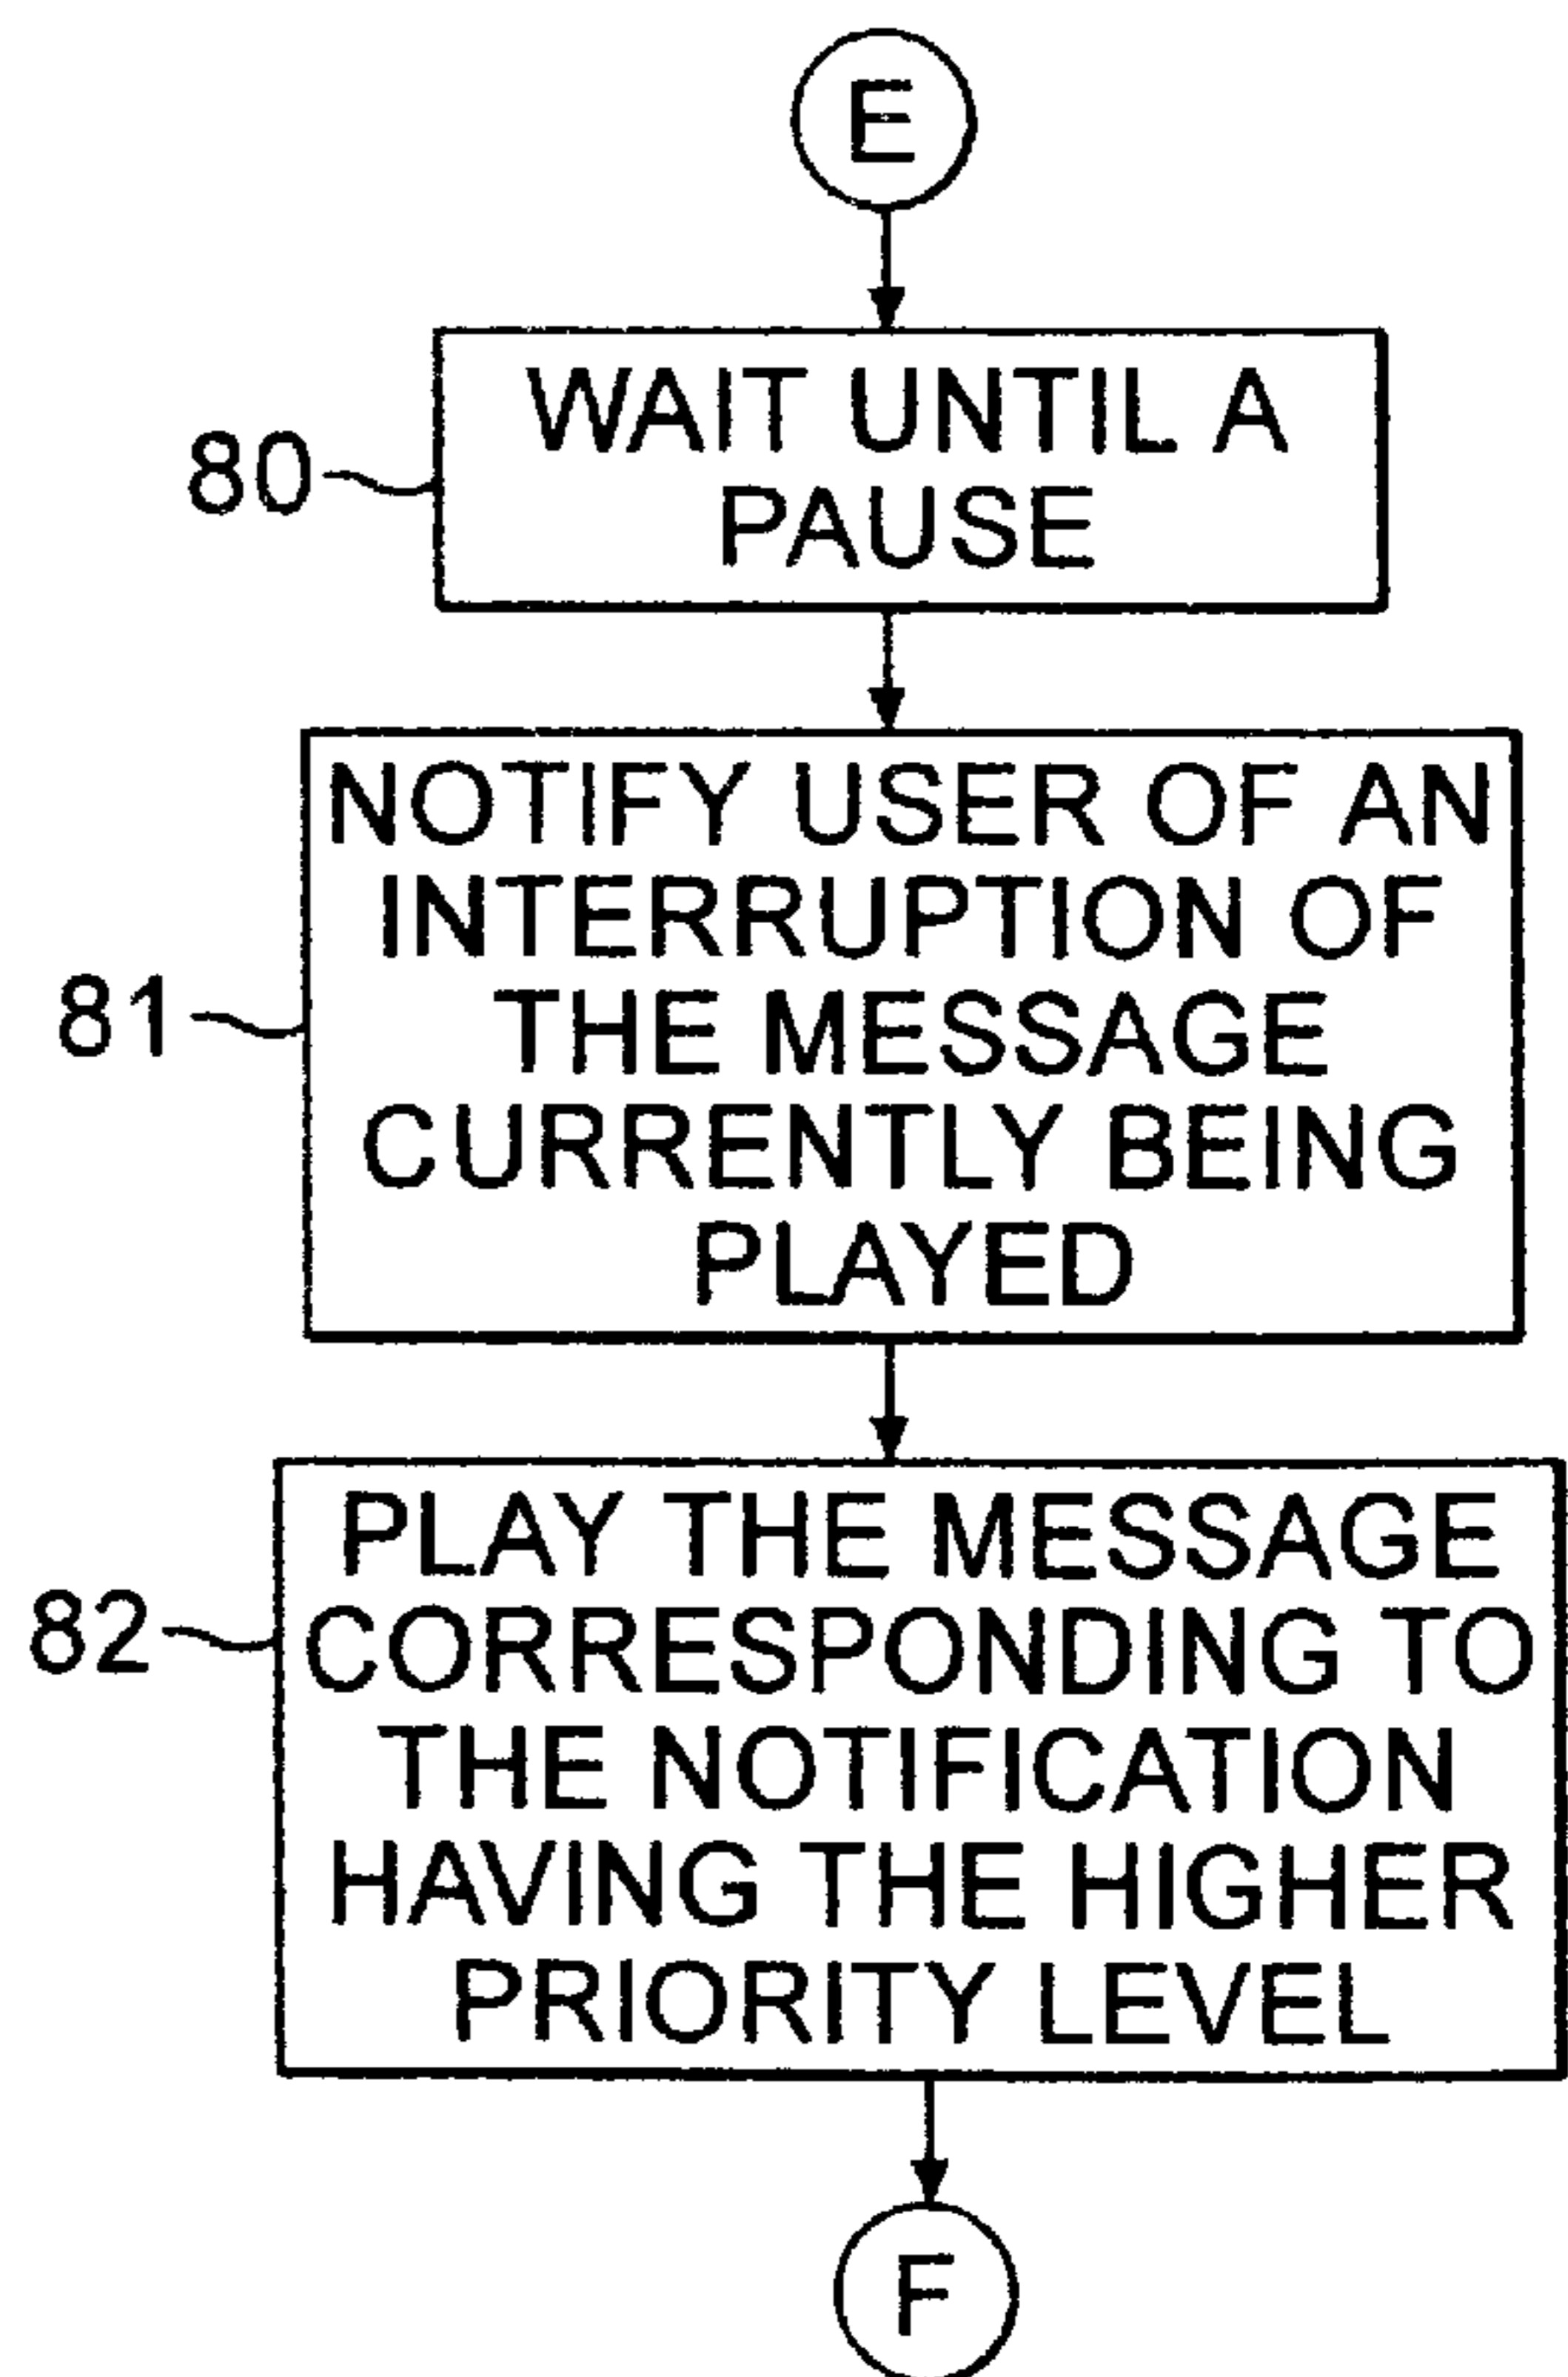 E
80
WAIT UNTIL A
PAUSE
81
NOTIFY USER OF AN
INTERRUPTION OF
THE MESSAGE
CURRENTLY BEING
PLAYED
82
PLAY THE MESSAGE
CORRESPONDING TO
THE NOTIFICATION
HAVING THE HIGHER
PRIORITY LEVEL
F